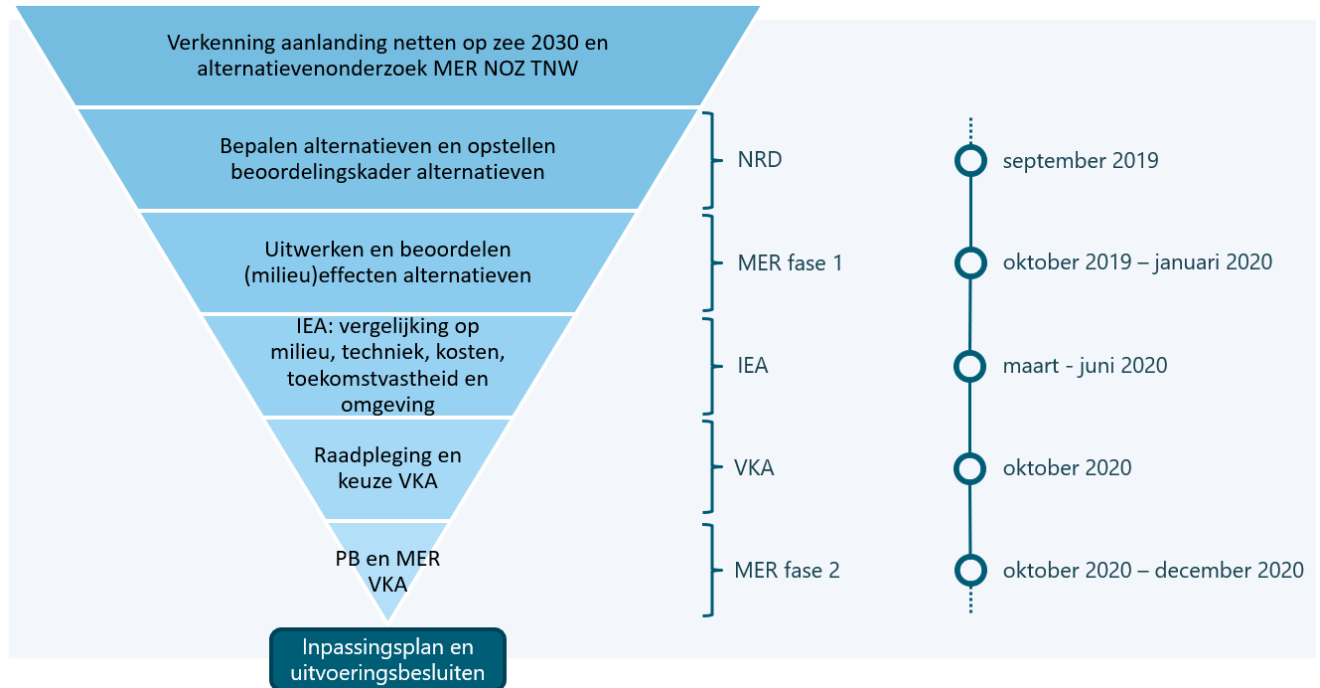 Verkenning aanlanding netten op zee 2030 en
alternatievenonderzoek MER NOZ TNW
Bepalen alternatieven en opstellen
beoordelingskader alternatieven
NRD
september 2019
Uitwerken en beoordelen
(milieu)effecten alternatieven
MER fase 1
oktober 2019 – januari 2020
IEA: vergelijking op
milieu, techniek, kosten,
toekomstvastheid en
omgeving
IEA
maart - juni 2020
Raadpleging en
keuze VKA
VKA
oktober 2020
PB en MER
VKA
MER fase 2
oktober 2020 – december 2020
Inpassingsplan en
uitvoeringsbesluiten